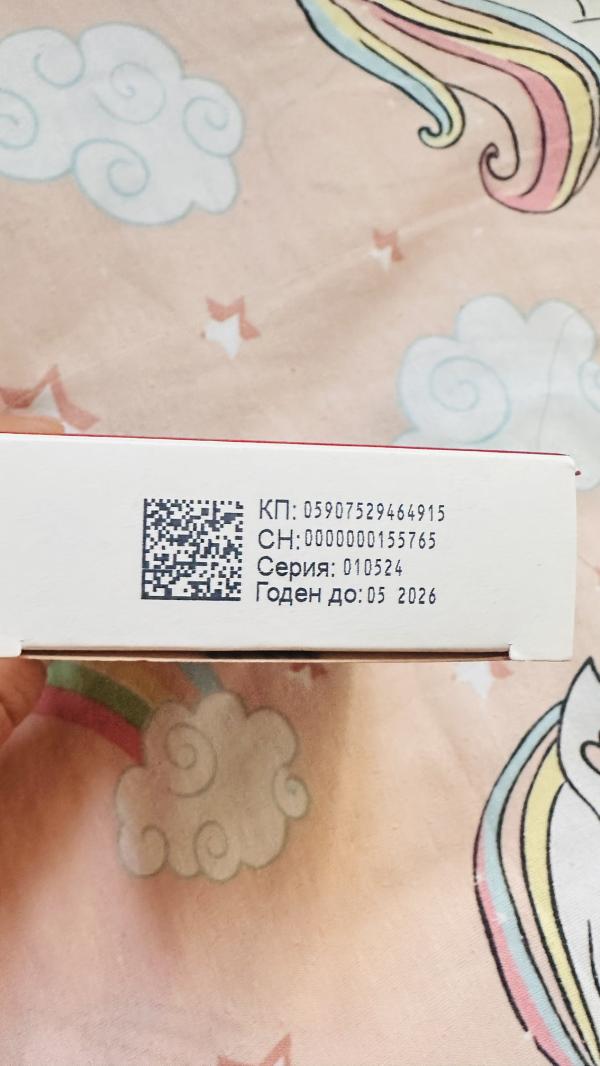 КП: 05907529464915
СН: 0000000155765
Серия: 010524
Годен до: 05 2026